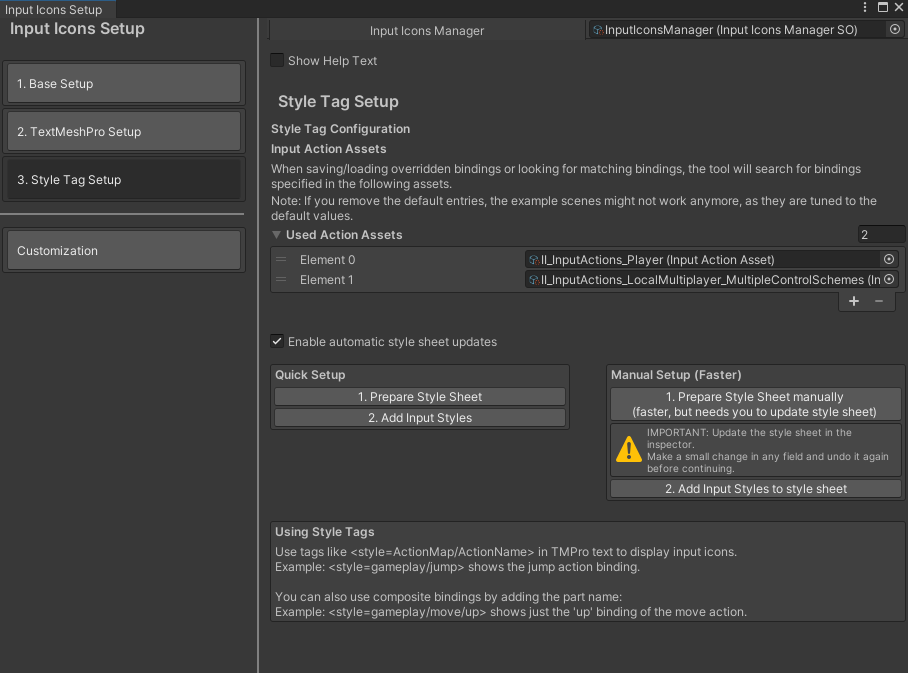 Input Icons Setup
Input Icons Setup
1. Base Setup
2. TextMeshPro Setup
3. Style Tag Setup
Customization
Input Icons Manager
InputIconsManager (Input Icons Manager SO)
Show Help Text
Style Tag Setup
Style Tag Configuration
Input Action Assets
When saving/loading overridden bindings or looking for matching bindings, the tool will search for bindings
specified in the following assets.
Note: If you remove the default entries, the example scenes might not work anymore, as they are tuned to the
default values.
Used Action Assets
2
Element 0
II_InputActions_Player (Input Action Asset)
Element 1
II_InputActions_LocalMultiplayer_MultipleControlSchemes (In
Enable automatic style sheet updates
Quick Setup
1. Prepare Style Sheet
2. Add Input Styles
Manual Setup (Faster)
1. Prepare Style Sheet manually
(faster, but needs you to update style sheet)
IMPORTANT: Update the style sheet in the
inspector.
Make a small change in any field and undo it again
before continuing.
2. Add Input Styles to style sheet
Using Style Tags
Use tags like <style=ActionMap/ActionName> in TMPro text to display input icons.
Example: <style=gameplay/jump> shows the jump action binding.
You can also use composite bindings by adding the part name:
Example: <style=gameplay/move/up> shows just the 'up' binding of the move action.